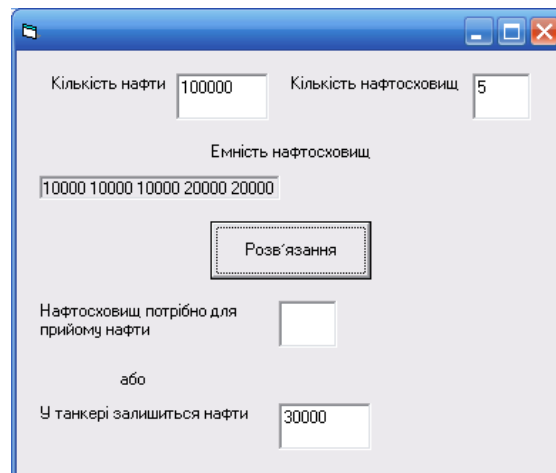 Кількість нафти 100000 Кількість нафтосховищ 5
Емність нафтосховищ
10000 10000 10000 20000 20000
Розв´язання
Нафтосховищ потрібно для
прийому нафти
або
У танкері залишиться нафти 30000